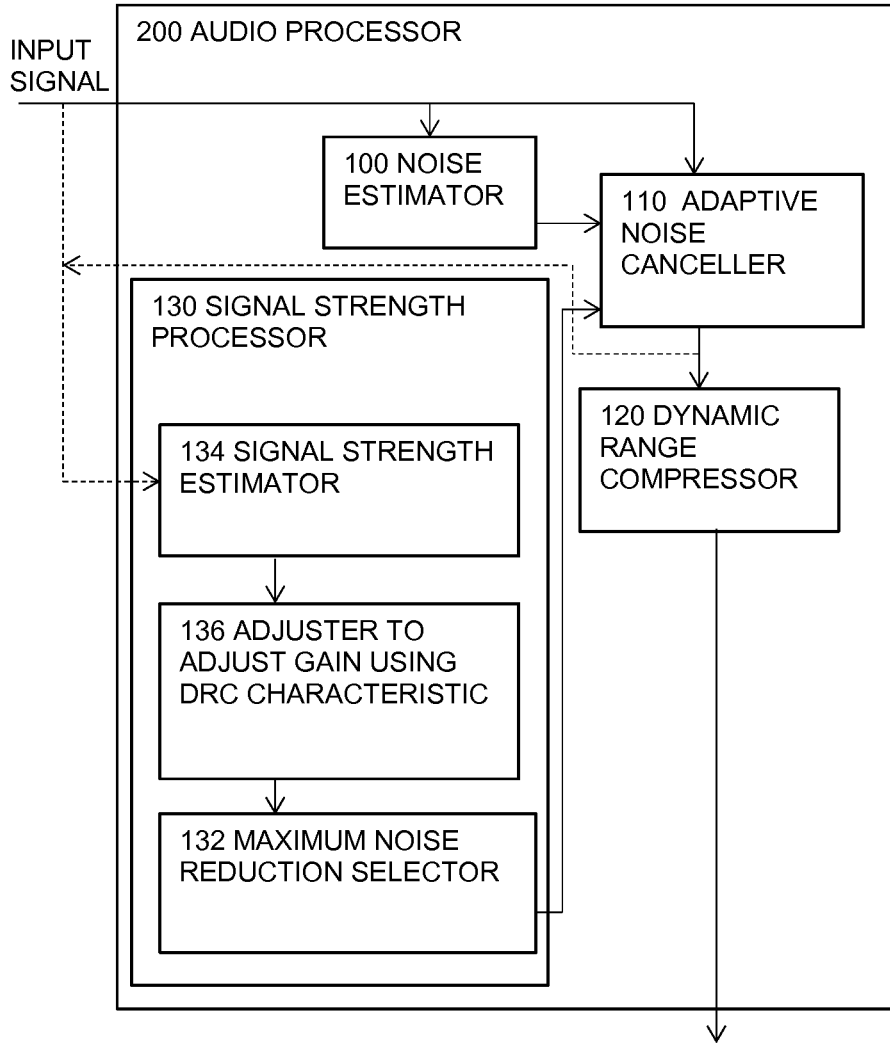 200 AUDIO PROCESSOR
INPUT
SIGNAL
100 NOISE
ESTIMATOR
110 ADAPTIVE
NOISE
CANCELLER
130 SIGNAL STRENGTH
PROCESSOR
120 DYNAMIC
RANGE
COMPRESSOR
134 SIGNAL STRENGTH
ESTIMATOR
136 ADJUSTER TO
ADJUST GAIN USING
DRC CHARACTERISTIC
132 MAXIMUM NOISE
REDUCTION SELECTOR